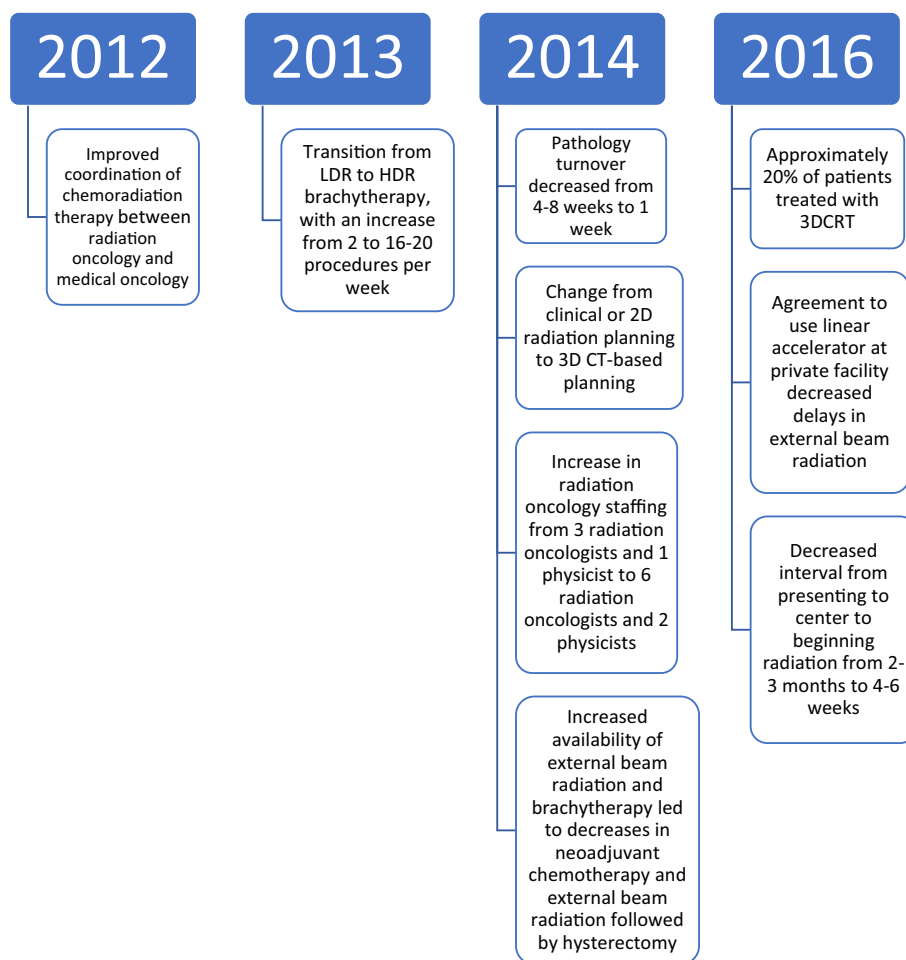 2012
Improved
coordination of
chemoradiation
therapy between
radiation
oncology and
medical oncology
2013
Transition from
LDR to HDR
brachytherapy,
with an increase
from 2 to 16-20
procedures per
week
2014
Pathology
turnover
decreased from
4-8 weeks to 1
week
Change from
clinical or 2D
radiation planning
to 3D CT-based
planning
Increase in
radiation
oncology staffing
from 3 radiation
oncologists and 1
physicist to 6
radiation
oncologists and 2
physicists
Increased
availability of
external beam
radiation and
brachytherapy led
to decreases in
neoadjuvant
chemotherapy and
external beam
radiation followed
by hysterectomy
2016
Approximately
20% of patients
treated with
3DCRT
Agreement to
use linear
accelerator at
private facility
decreased
delays in
external beam
radiation
Decreased
interval from
presenting to
center to
beginning
radiation from 2-
3 months to 4-6
weeks